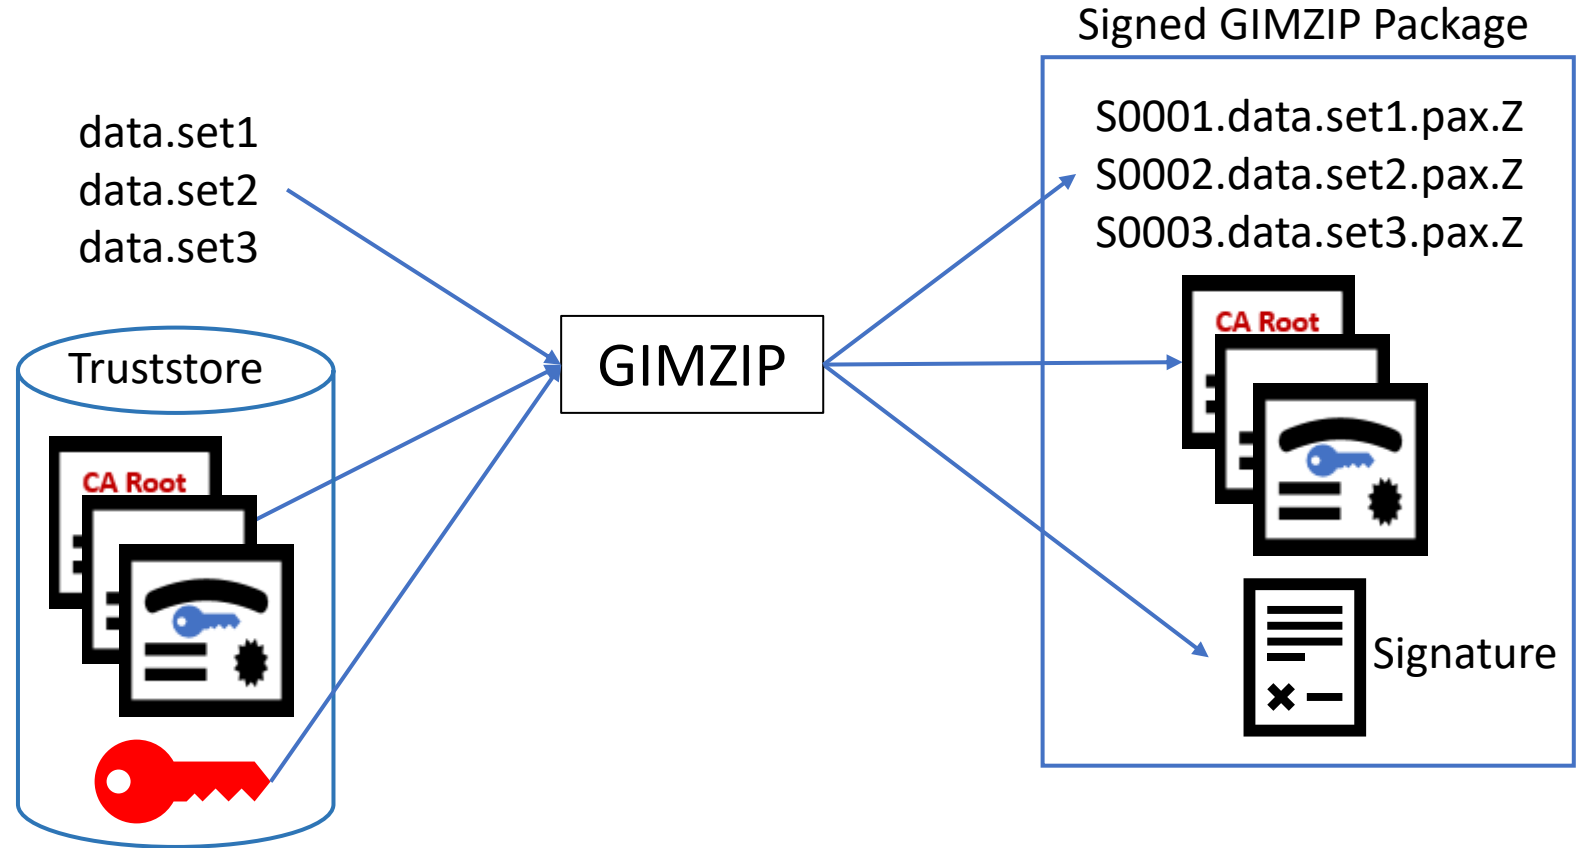 Signed GIMZIP Package
data.set1
data.set2
data.set3
S0001.data.set1.pax.Z
S0002.data.set2.pax.Z
S0003.data.set3.pax.Z
Truststore
CA Root
GIMZIP
CA Root
Signature